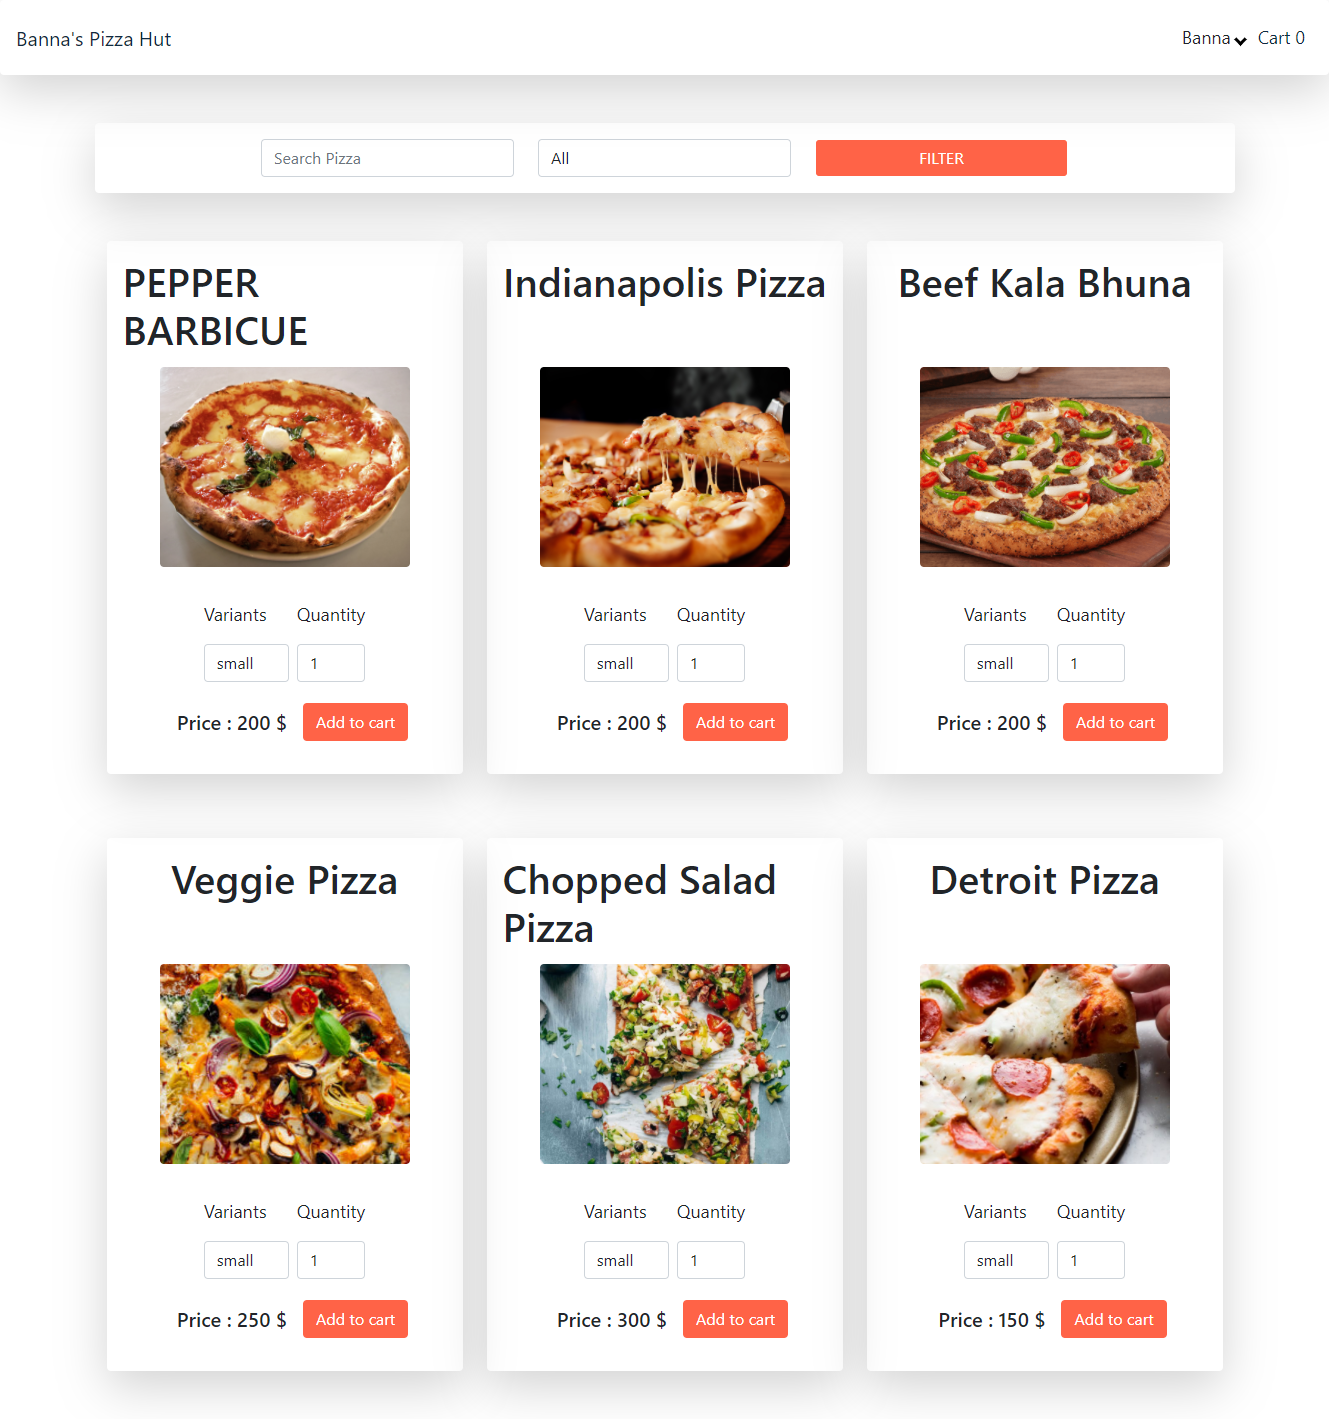 Banna's Pizza Hut
Banna Cart 0
Search Pizza
All
FILTER
PEPPER
BARBICUE
Variants Quantity
small 1
Price : 200 $ Add to cart
Indianapolis Pizza
Variants Quantity
small 1
Price : 200 $ Add to cart
Beef Kala Bhuna
Variants Quantity
small 1
Price : 200 $ Add to cart
Veggie Pizza
Variants Quantity
small 1
Price : 250 $ Add to cart
Chopped Salad
Pizza
Variants Quantity
small 1
Price : 300 $ Add to cart
Detroit Pizza
Variants Quantity
small 1
Price : 150 $ Add to cart